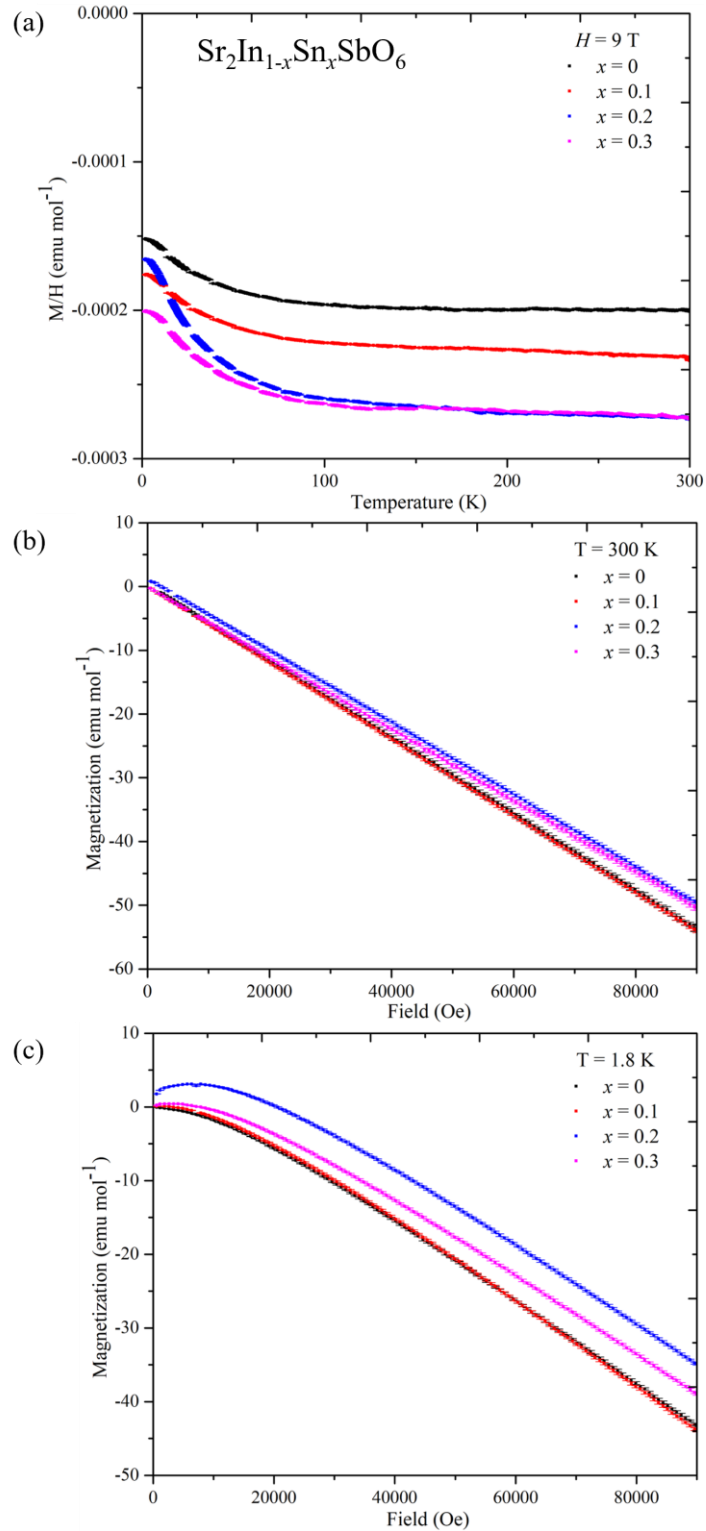 (a)
Sr₂In₁₋ₓSnₓSbO₆
H = 9 T
x = 0
x = 0.1
x = 0.2
x = 0.3
0.0000
-0.0001
-0.0002
-0.0003
M/H (emu mol⁻¹)
0
100
200
300
Temperature (K)
(b)
T = 300 K
x = 0
x = 0.1
x = 0.2
x = 0.3
10
0
-10
-20
-30
-40
-50
-60
Magnetization (emu mol⁻¹)
0
20000
40000
60000
80000
Field (Oe)
(c)
T = 1.8 K
x = 0
x = 0.1
x = 0.2
x = 0.3
10
0
-10
-20
-30
-40
-50
Magnetization (emu mol⁻¹)
0
20000
40000
60000
80000
Field (Oe)